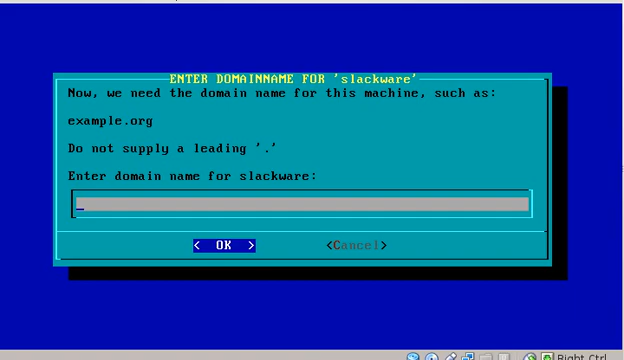 ENTER DOMAINNAME FOR 'slackware'
Now, we need the domain name for this machine, such as:
example.org
Do not supply a leading '.'
Enter domain name for slackware:
< OK > <Cancel>
Right Ctrl